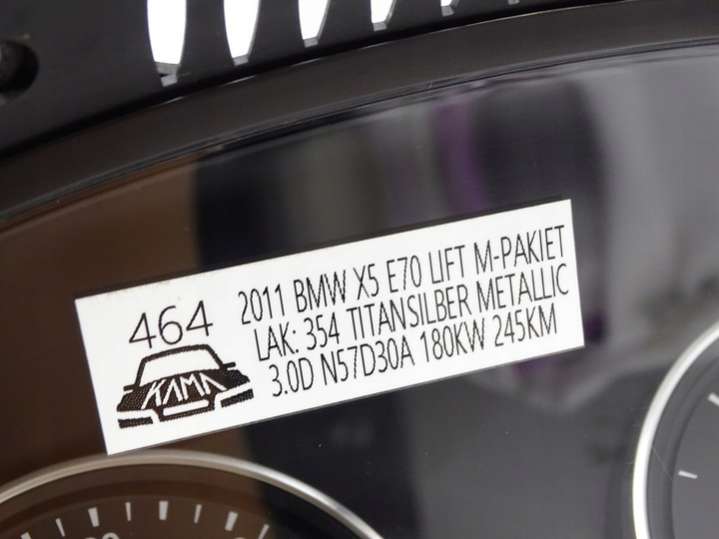 464
KAMA
2011 BMW X5 E70 LIFT M-PAKIET
LAK: 354 TITANSILBER METALLIC
3.0D N57D30A 180KW 245KM